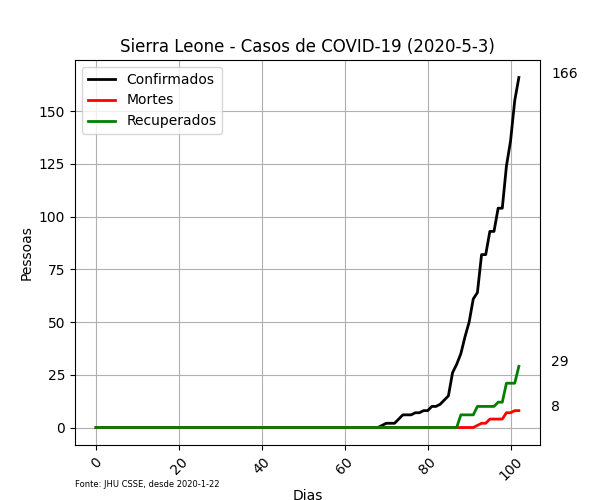 Sierra Leone - Casos de COVID-19 (2020-5-3)
Confirmados
Mortes
Recuperados
166
29
8
Pessoas
150
125
100
75
50
25
0
0
20
40
60
80
100
Fonte: JHU CSSE, desde 2020-1-22
Dias